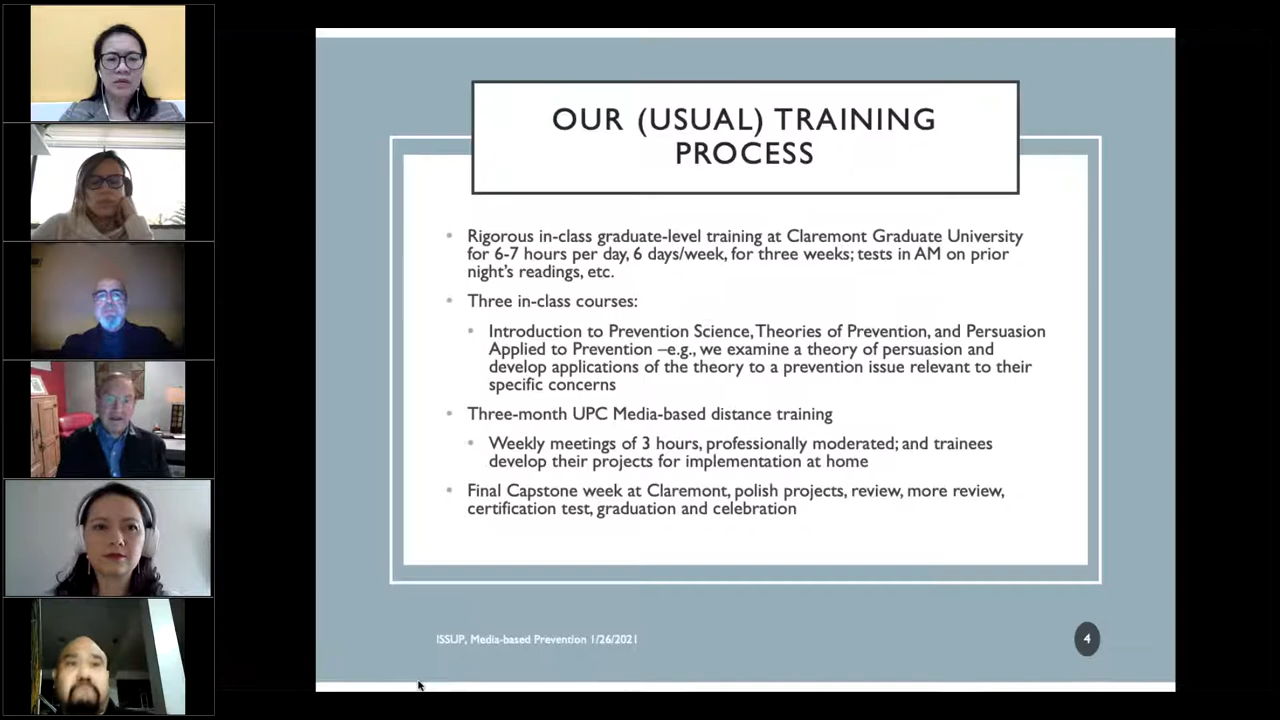 OUR (USUAL) TRAINING
PROCESS
• Rigorous in-class graduate-level training at Claremont Graduate University
for 6-7 hours per day, 6 days/week, for three weeks; tests in AM on prior
night's readings, etc.
• Three in-class courses:
• Introduction to Prevention Science, Theories of Prevention, and Persuasion
Applied to Prevention –e.g., we examine a theory of persuasion and
develop applications of the theory to a prevention issue relevant to their
specific concerns
• Three-month UPC Media-based distance training
• Weekly meetings of 3 hours, professionally moderated; and trainees
develop their projects for implementation at home
• Final Capstone week at Claremont, polish projects, review, more review,
certification test, graduation and celebration
ISSUP, Media-based Prevention 1/26/2021
4